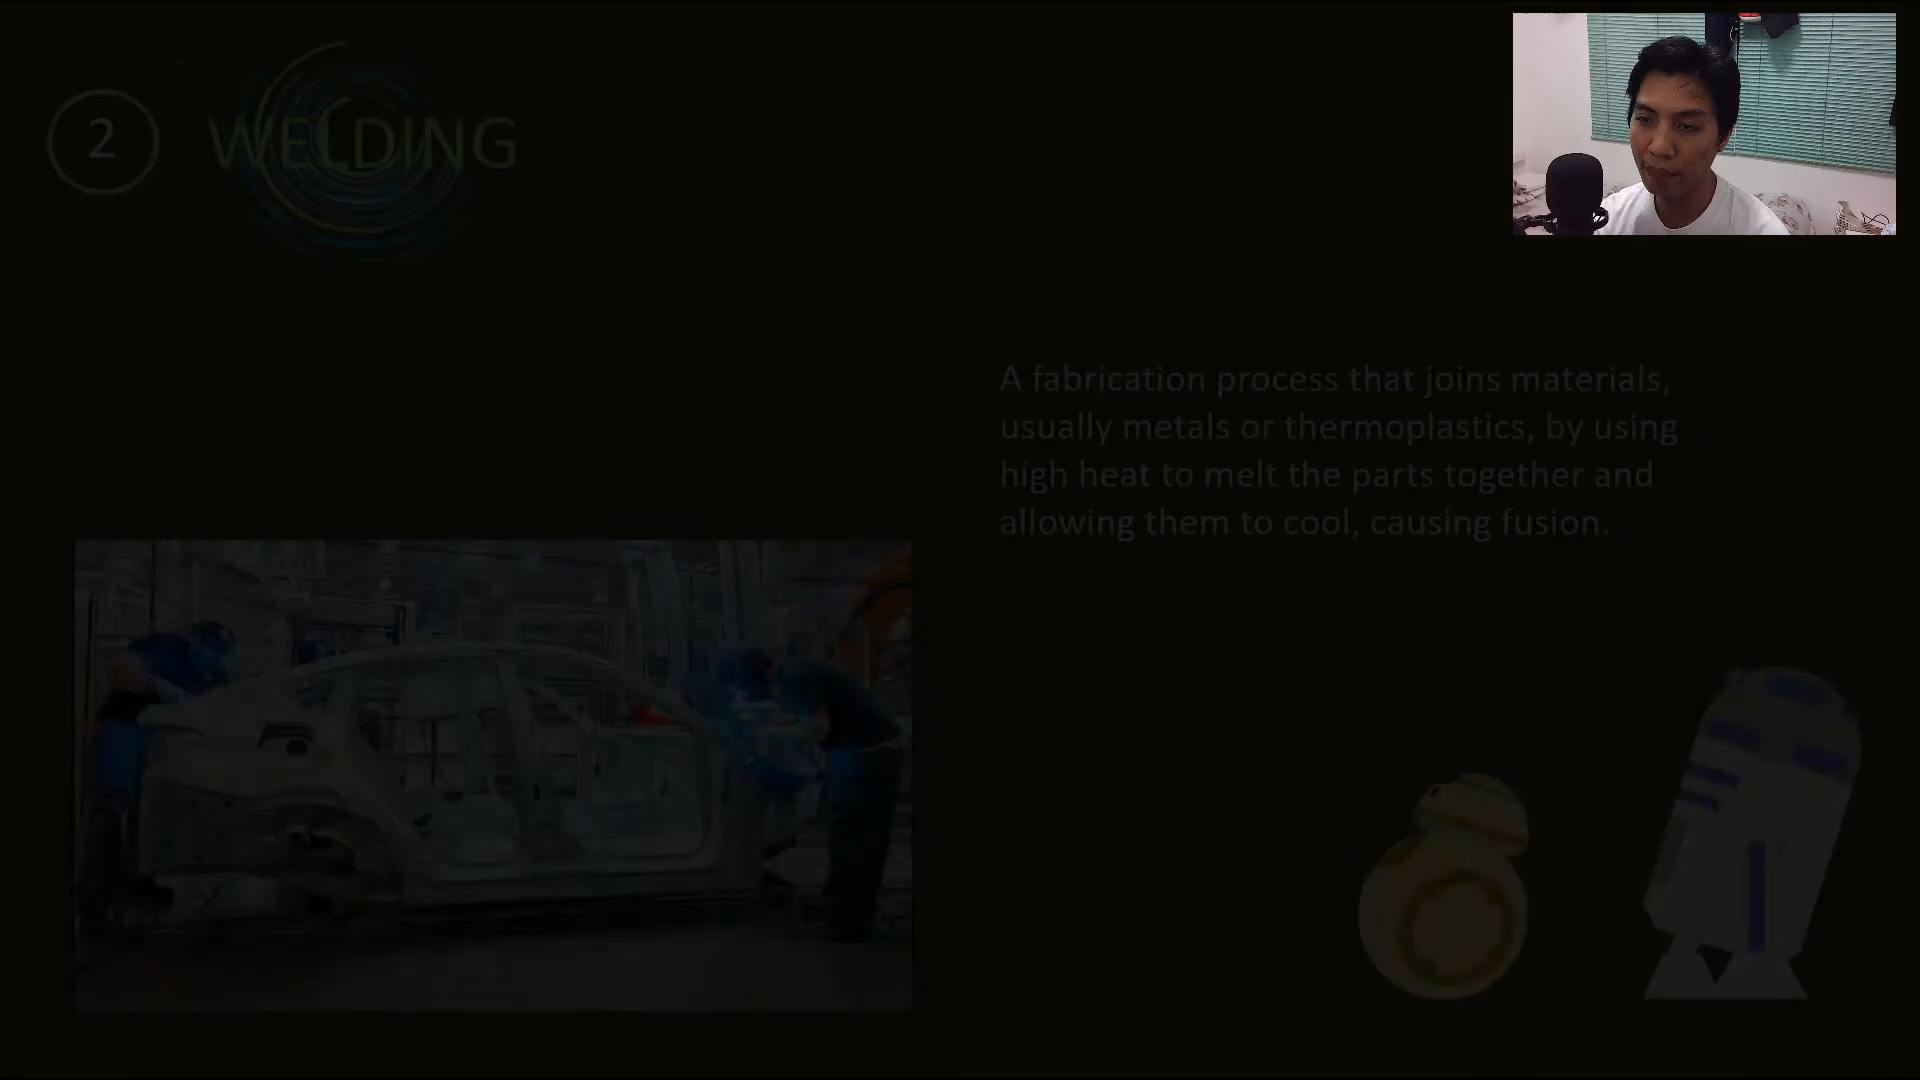 2
WELDING
A fabrication process that joins materials,
usually metals or thermoplastics, by using
high heat to melt the parts together and
allowing them to cool, causing fusion.